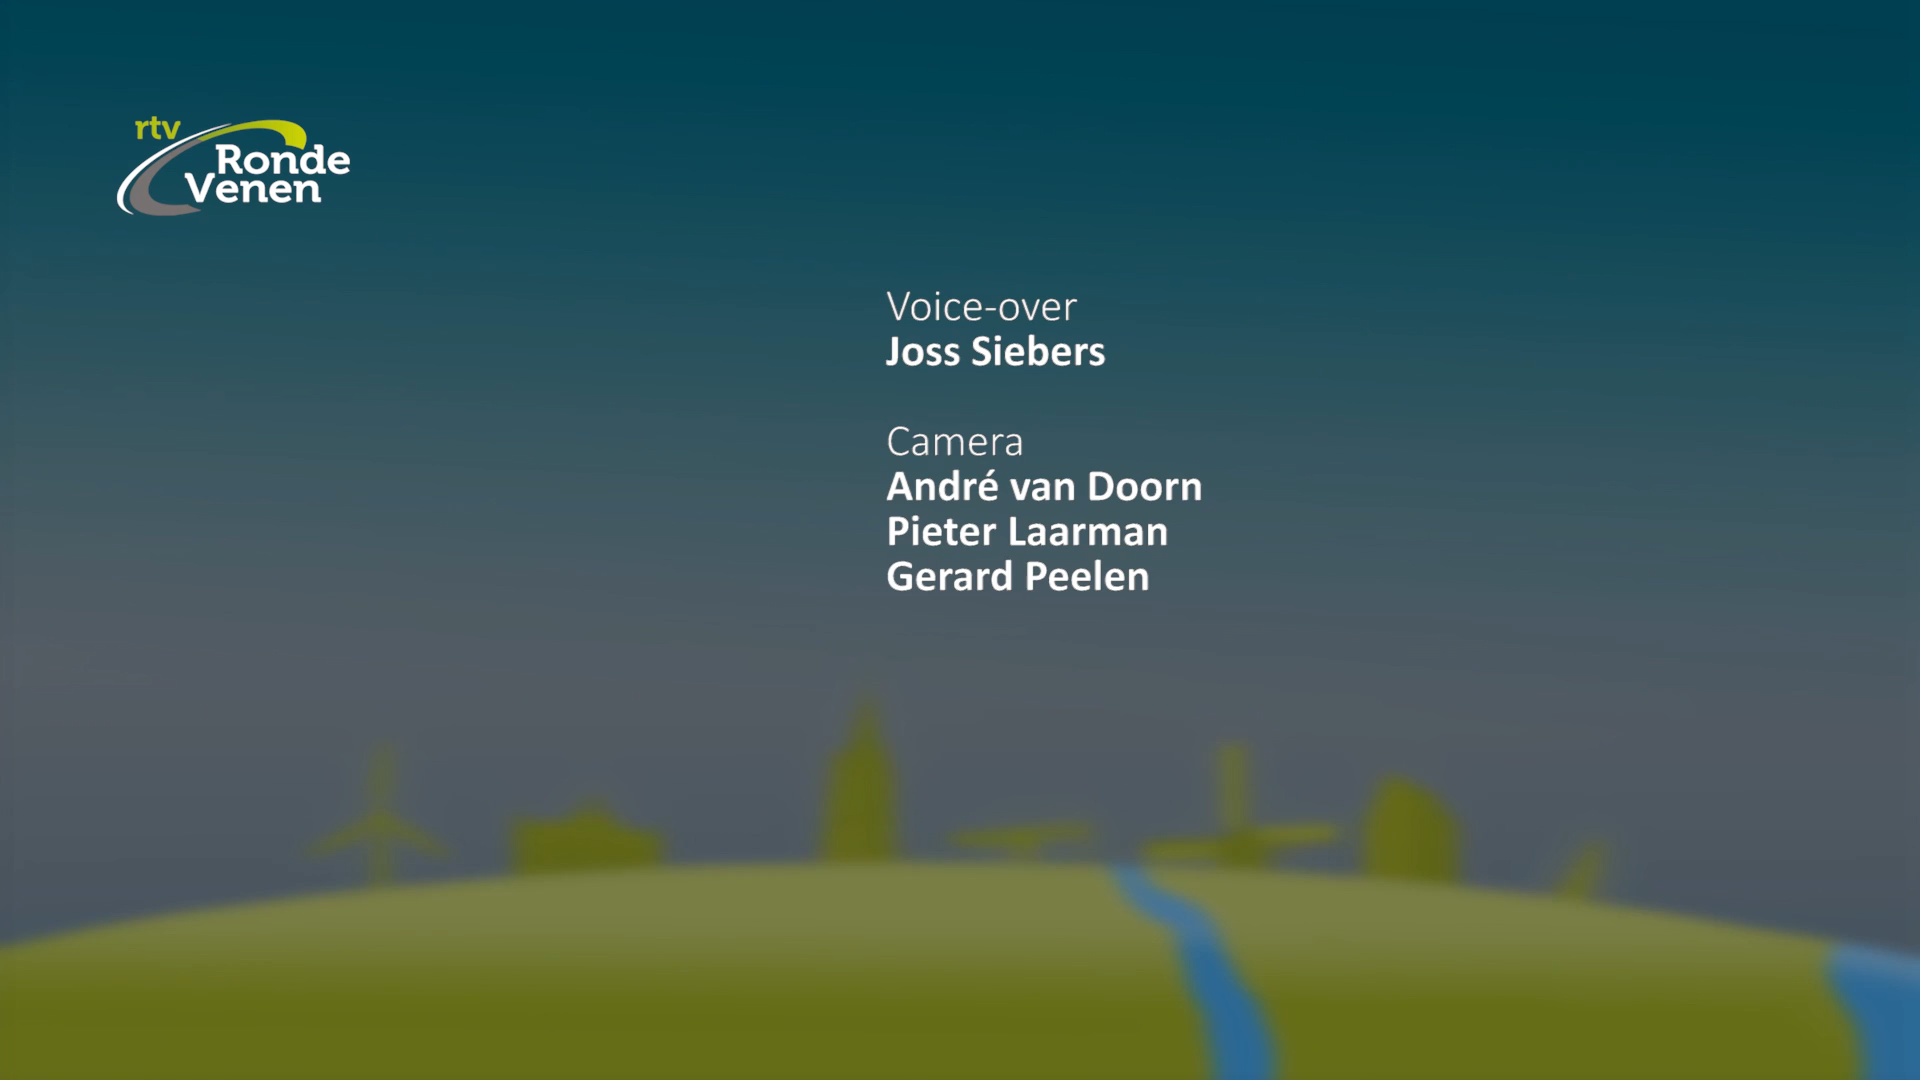 rtv
Ronde
Venen
Voice-over
Joss Siebers
Camera
André van Doorn
Pieter Laarman
Gerard Peelen